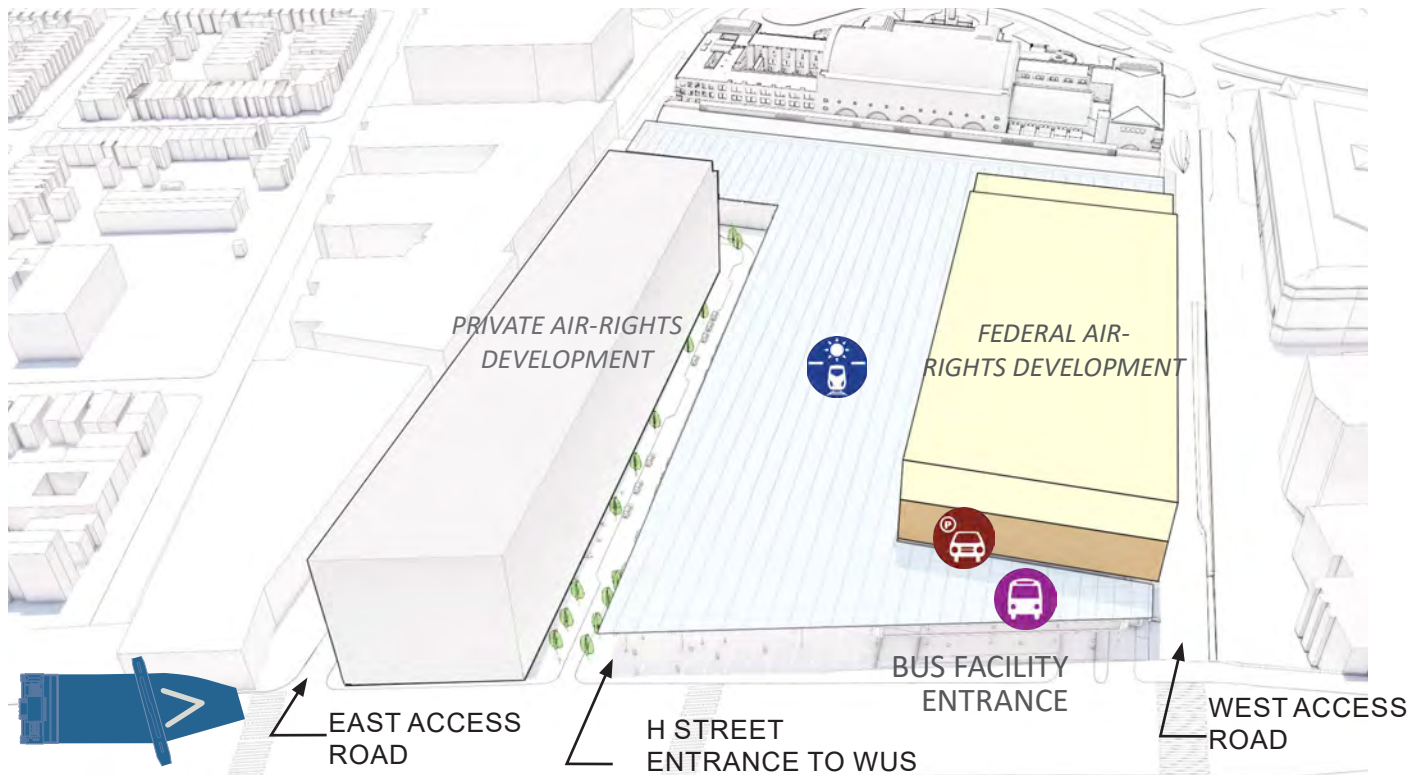 PRIVATE AIR-RIGHTS
DEVELOPMENT
FEDERAL AIR-
RIGHTS DEVELOPMENT
P
BUS FACILITY
ENTRANCE
EAST ACCESS
ROAD
H STREET
ENTRANCE TO WUS
WEST ACCESS
ROAD